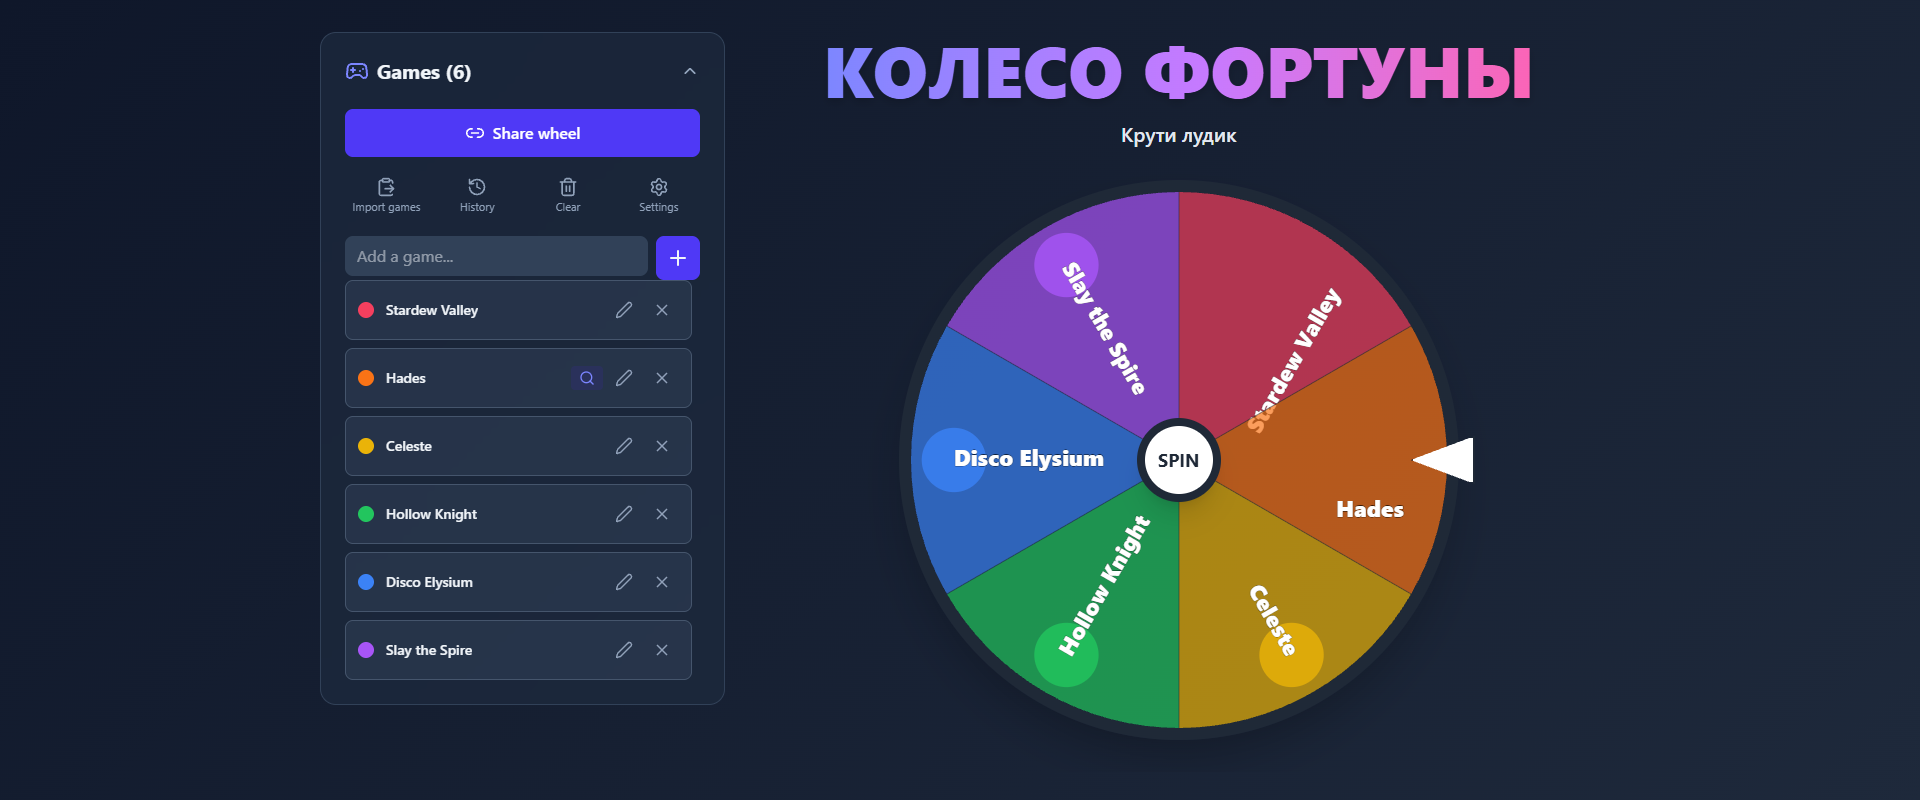 Games (6)
Share wheel
Import games
History
Clear
Settings
Add a game...
Stardew Valley
Hades
Celeste
Hollow Knight
Disco Elysium
Slay the Spire
КОЛЕСО ФОРТУНЫ
Крути лудик
Slay the Spire
Stardew Valley
Disco Elysium
SPIN
Hades
Hollow Knight
Celeste